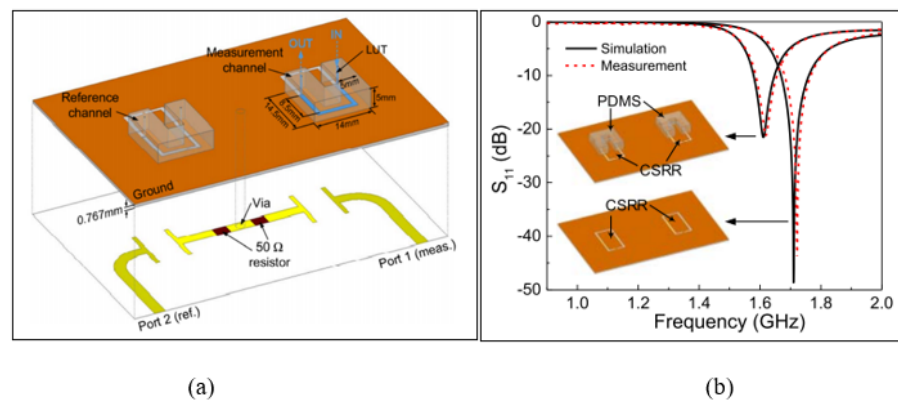 OUT
IN
Measurement
channel
LUT
Reference
channel
5mm
5mm
8.5mm
14.5mm
14mm
Ground
0.767mm
Via
50 Ω
resistor
Port 1 (meas.)
Port 2 (ref.)
(a)
0
-10
-20
-30
-40
-50
S11 (dB)
Simulation
Measurement
PDMS
CSRR
CSRR
1.0
1.2
1.4
1.6
1.8
2.0
Frequency (GHz)
(b)